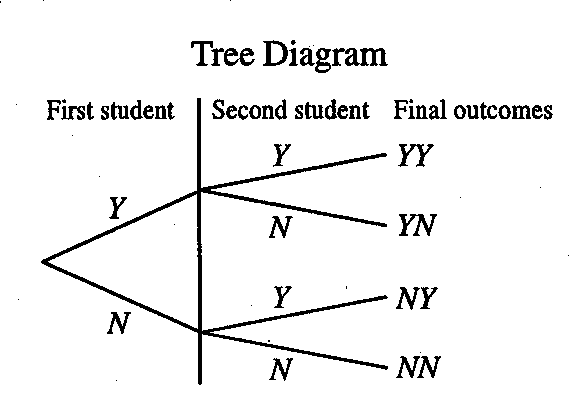 Tree Diagram
First student Second student Final outcomes
Y YY
Y
N YN
Y NY
N
N NN